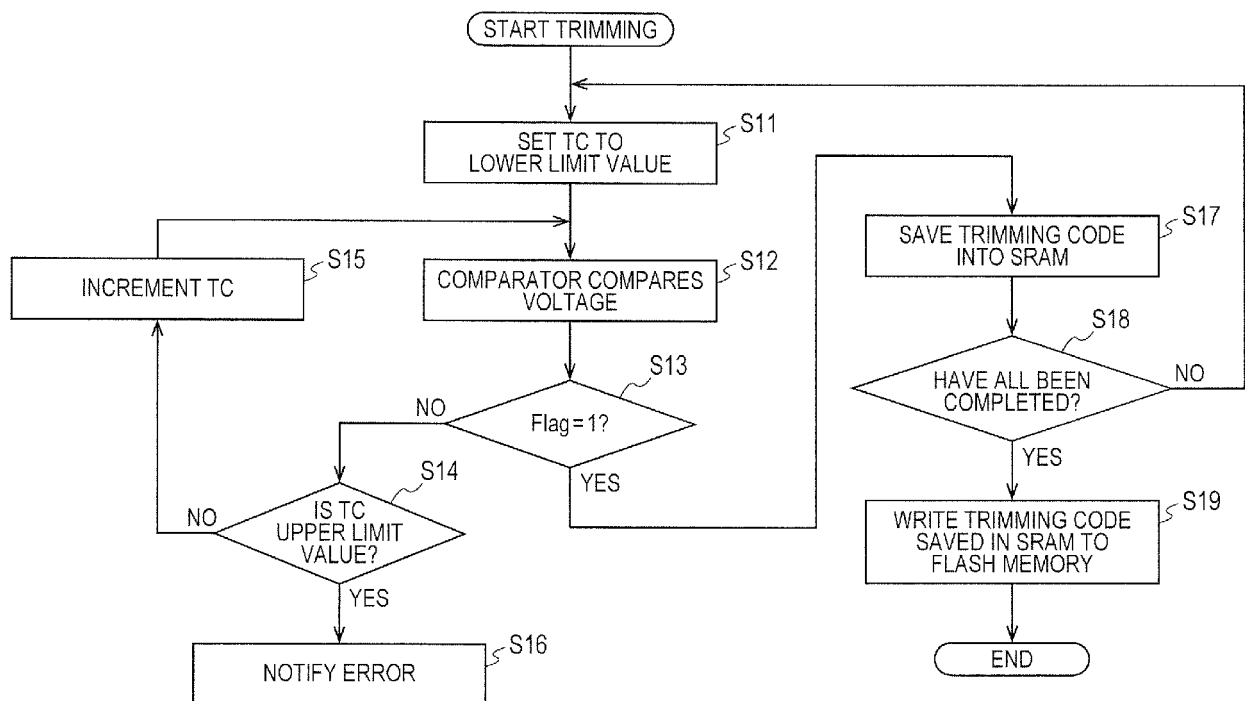 START TRIMMING
S11
SET TC TO
LOWER LIMIT VALUE
S15
INCREMENT TC
S12
COMPARATOR COMPARES
VOLTAGE
S13
Flag=1?
NO
YES
S14
IS TC
UPPER LIMIT
VALUE?
NO
YES
S16
NOTIFY ERROR
S17
SAVE TRIMMING CODE
INTO SRAM
S18
HAVE ALL BEEN
COMPLETED?
NO
YES
S19
WRITE TRIMMING CODE
SAVED IN SRAM TO
FLASH MEMORY
END